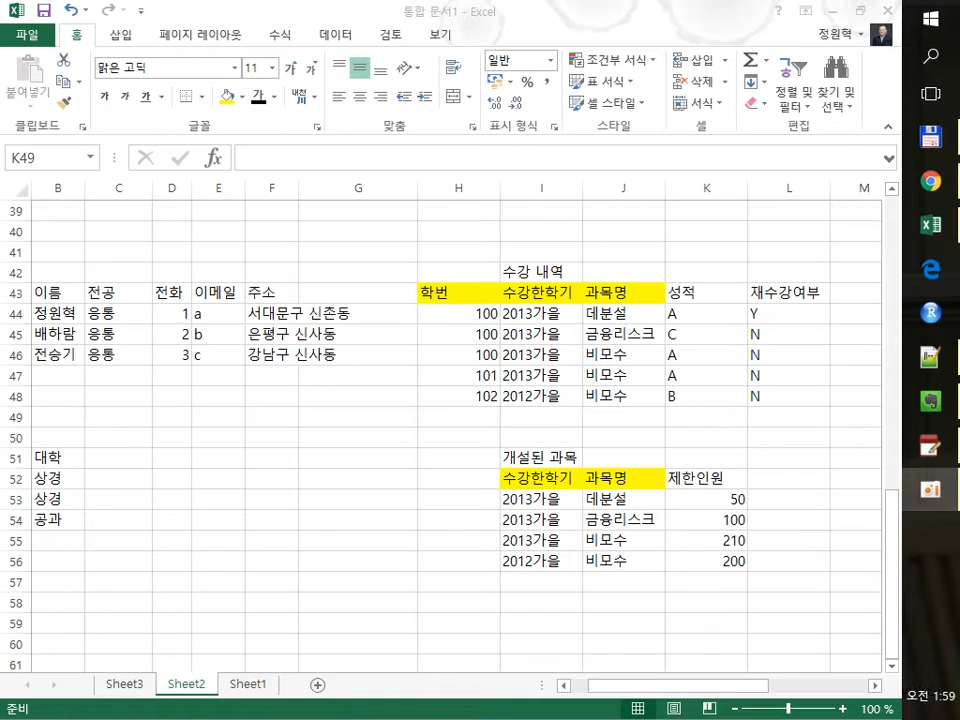 통합 문서1 - Excel
파일 홈 삽입 페이지 레이아웃 수식 데이터 검토 보기 정원혁
붙여넣기 맑은 고딕 11 가 가 가 가 가 내천 일반 % , 조건부 서식 표 서식 셀 스타일 삽입 삭제 서식 정렬 및 필터 찾기 및 선택
클립보드 글꼴 맞춤 표시 형식 스타일 셀 편집
K49 fx
B C D E F G H I J K L M
39
40
41
42 수강 내역
43 이름 전공 전화 이메일 주소 학번 수강한학기 과목명 성적 재수강여부
44 정원혁 응통 1 a 서대문구 신촌동 100 2013가을 데분설 A Y
45 배하람 응통 2 b 은평구 신사동 100 2013가을 금융리스크 C N
46 전승기 응통 3 c 강남구 신사동 100 2013가을 비모수 A N
47 101 2013가을 비모수 A N
48 102 2012가을 비모수 B N
49
50
51 대학 개설된 과목
52 상경 수강한학기 과목명 제한인원
53 상경 2013가을 데분설 50
54 공과 2013가을 금융리스크 100
55 2013가을 비모수 210
56 2012가을 비모수 200
57
58
59
60
61
Sheet3 Sheet2 Sheet1
준비 100 %
오전 1:59